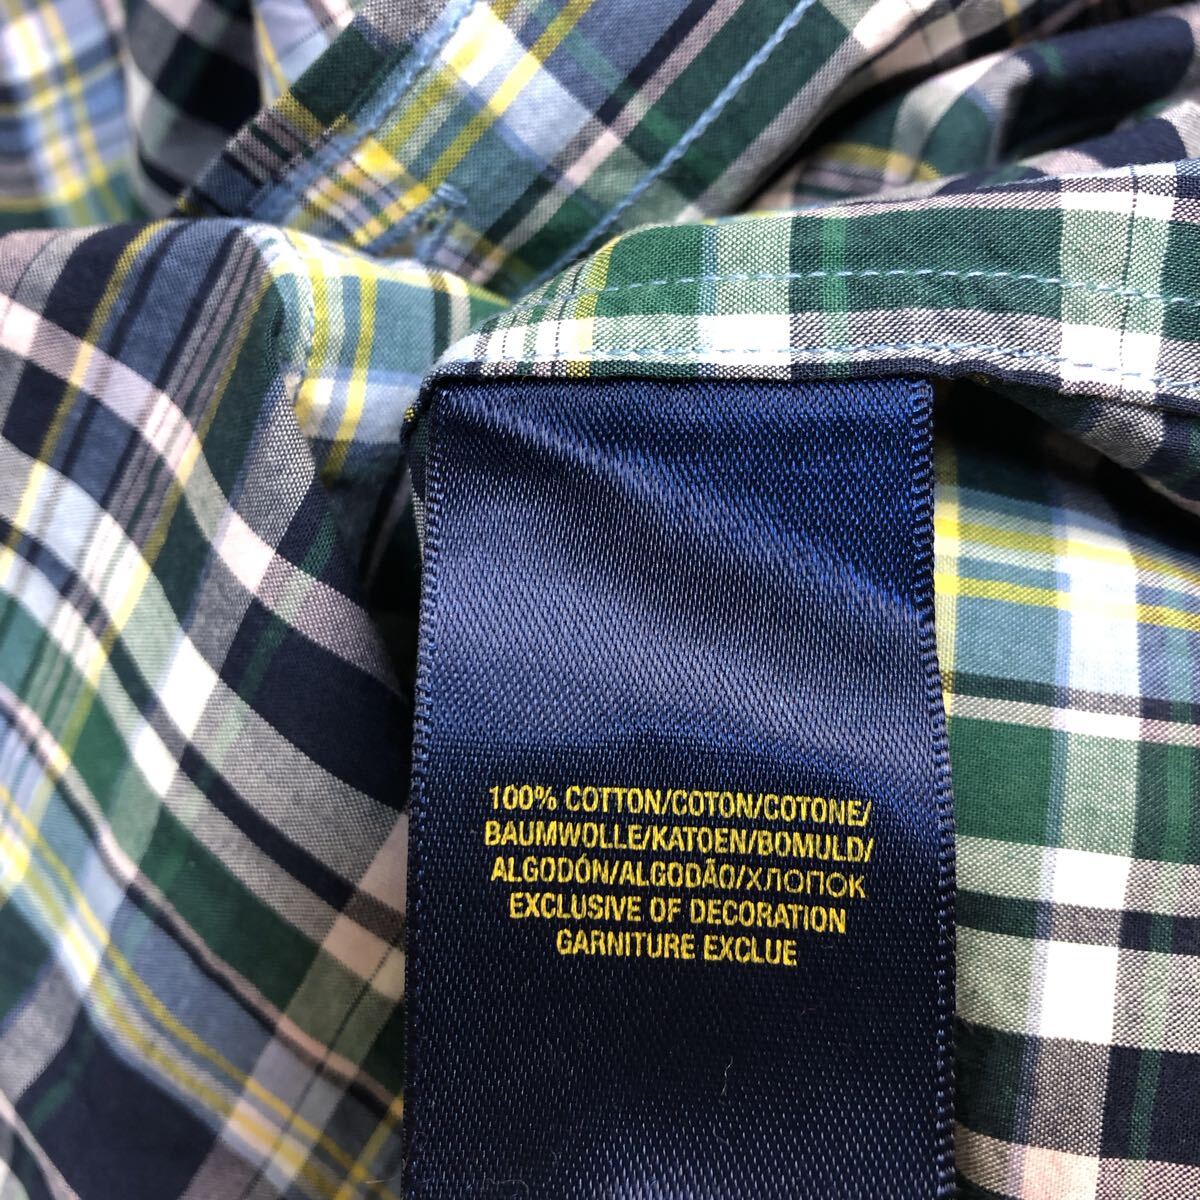 100% COTTON/COTON/COTONE/
BAUMWOLLE/KATOEN/BOMULD/
ALGODÓN/ALGODÃO/ХЛОПОК
EXCLUSIVE OF DECORATION
GARNITURE EXCLUE